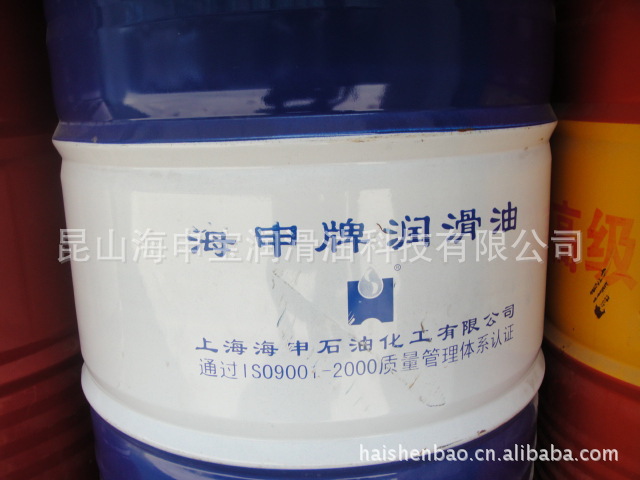 海申牌润滑油
昆山海申宝润滑油科技有限公司
高级
®
上海海申石油化工有限公司
通过ISO9001-2000质量管理体系认证
haishenbao.cn.alibaba.com